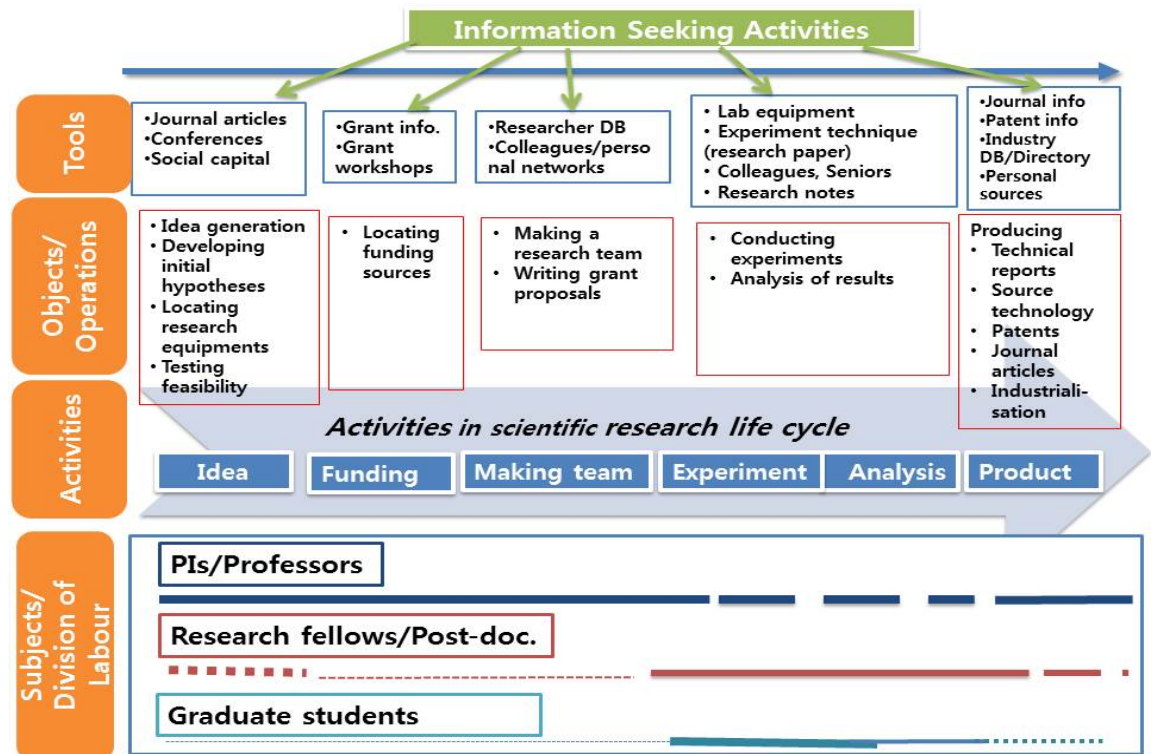 Information Seeking Activities
Tools
•Journal articles
•Conferences
•Social capital
•Grant info.
•Grant
workshops
•Researcher DB
•Colleagues/perso
nal networks
• Lab equipment
• Experiment technique
(research paper)
• Colleagues, Seniors
• Research notes
•Journal info
•Patent info
•Industry
DB/Directory
•Personal
sources
Objects/
Operations
• Idea generation
• Developing
initial
hypotheses
• Locating
research
equipments
• Testing
feasibility
• Locating
funding
sources
• Making a
research team
• Writing grant
proposals
• Conducting
experiments
• Analysis of results
Producing
• Technical
reports
• Source
technology
• Patents
• Journal
articles
• Industriali-
sation
Activities
Activities in scientific research life cycle
Idea
Funding
Making team
Experiment
Analysis
Product
Subjects/
Division of
Labour
PIs/Professors
Research fellows/Post-doc.
Graduate students